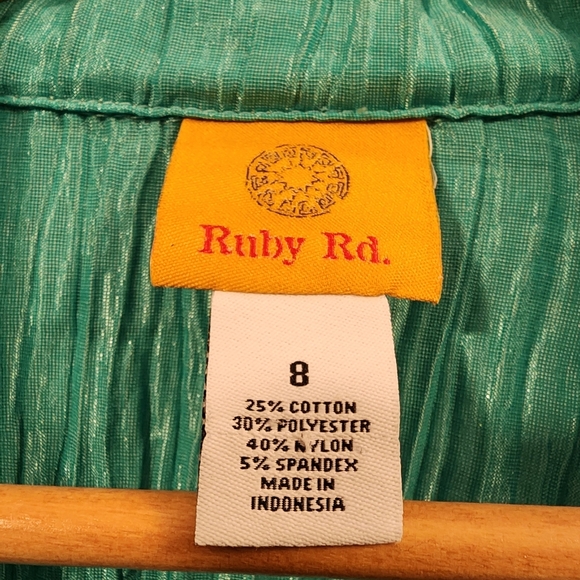 Ruby Rd.
8
25% COTTON
30% POLYESTER
40% NYLON
5% SPANDEX
MADE IN
INDONESIA